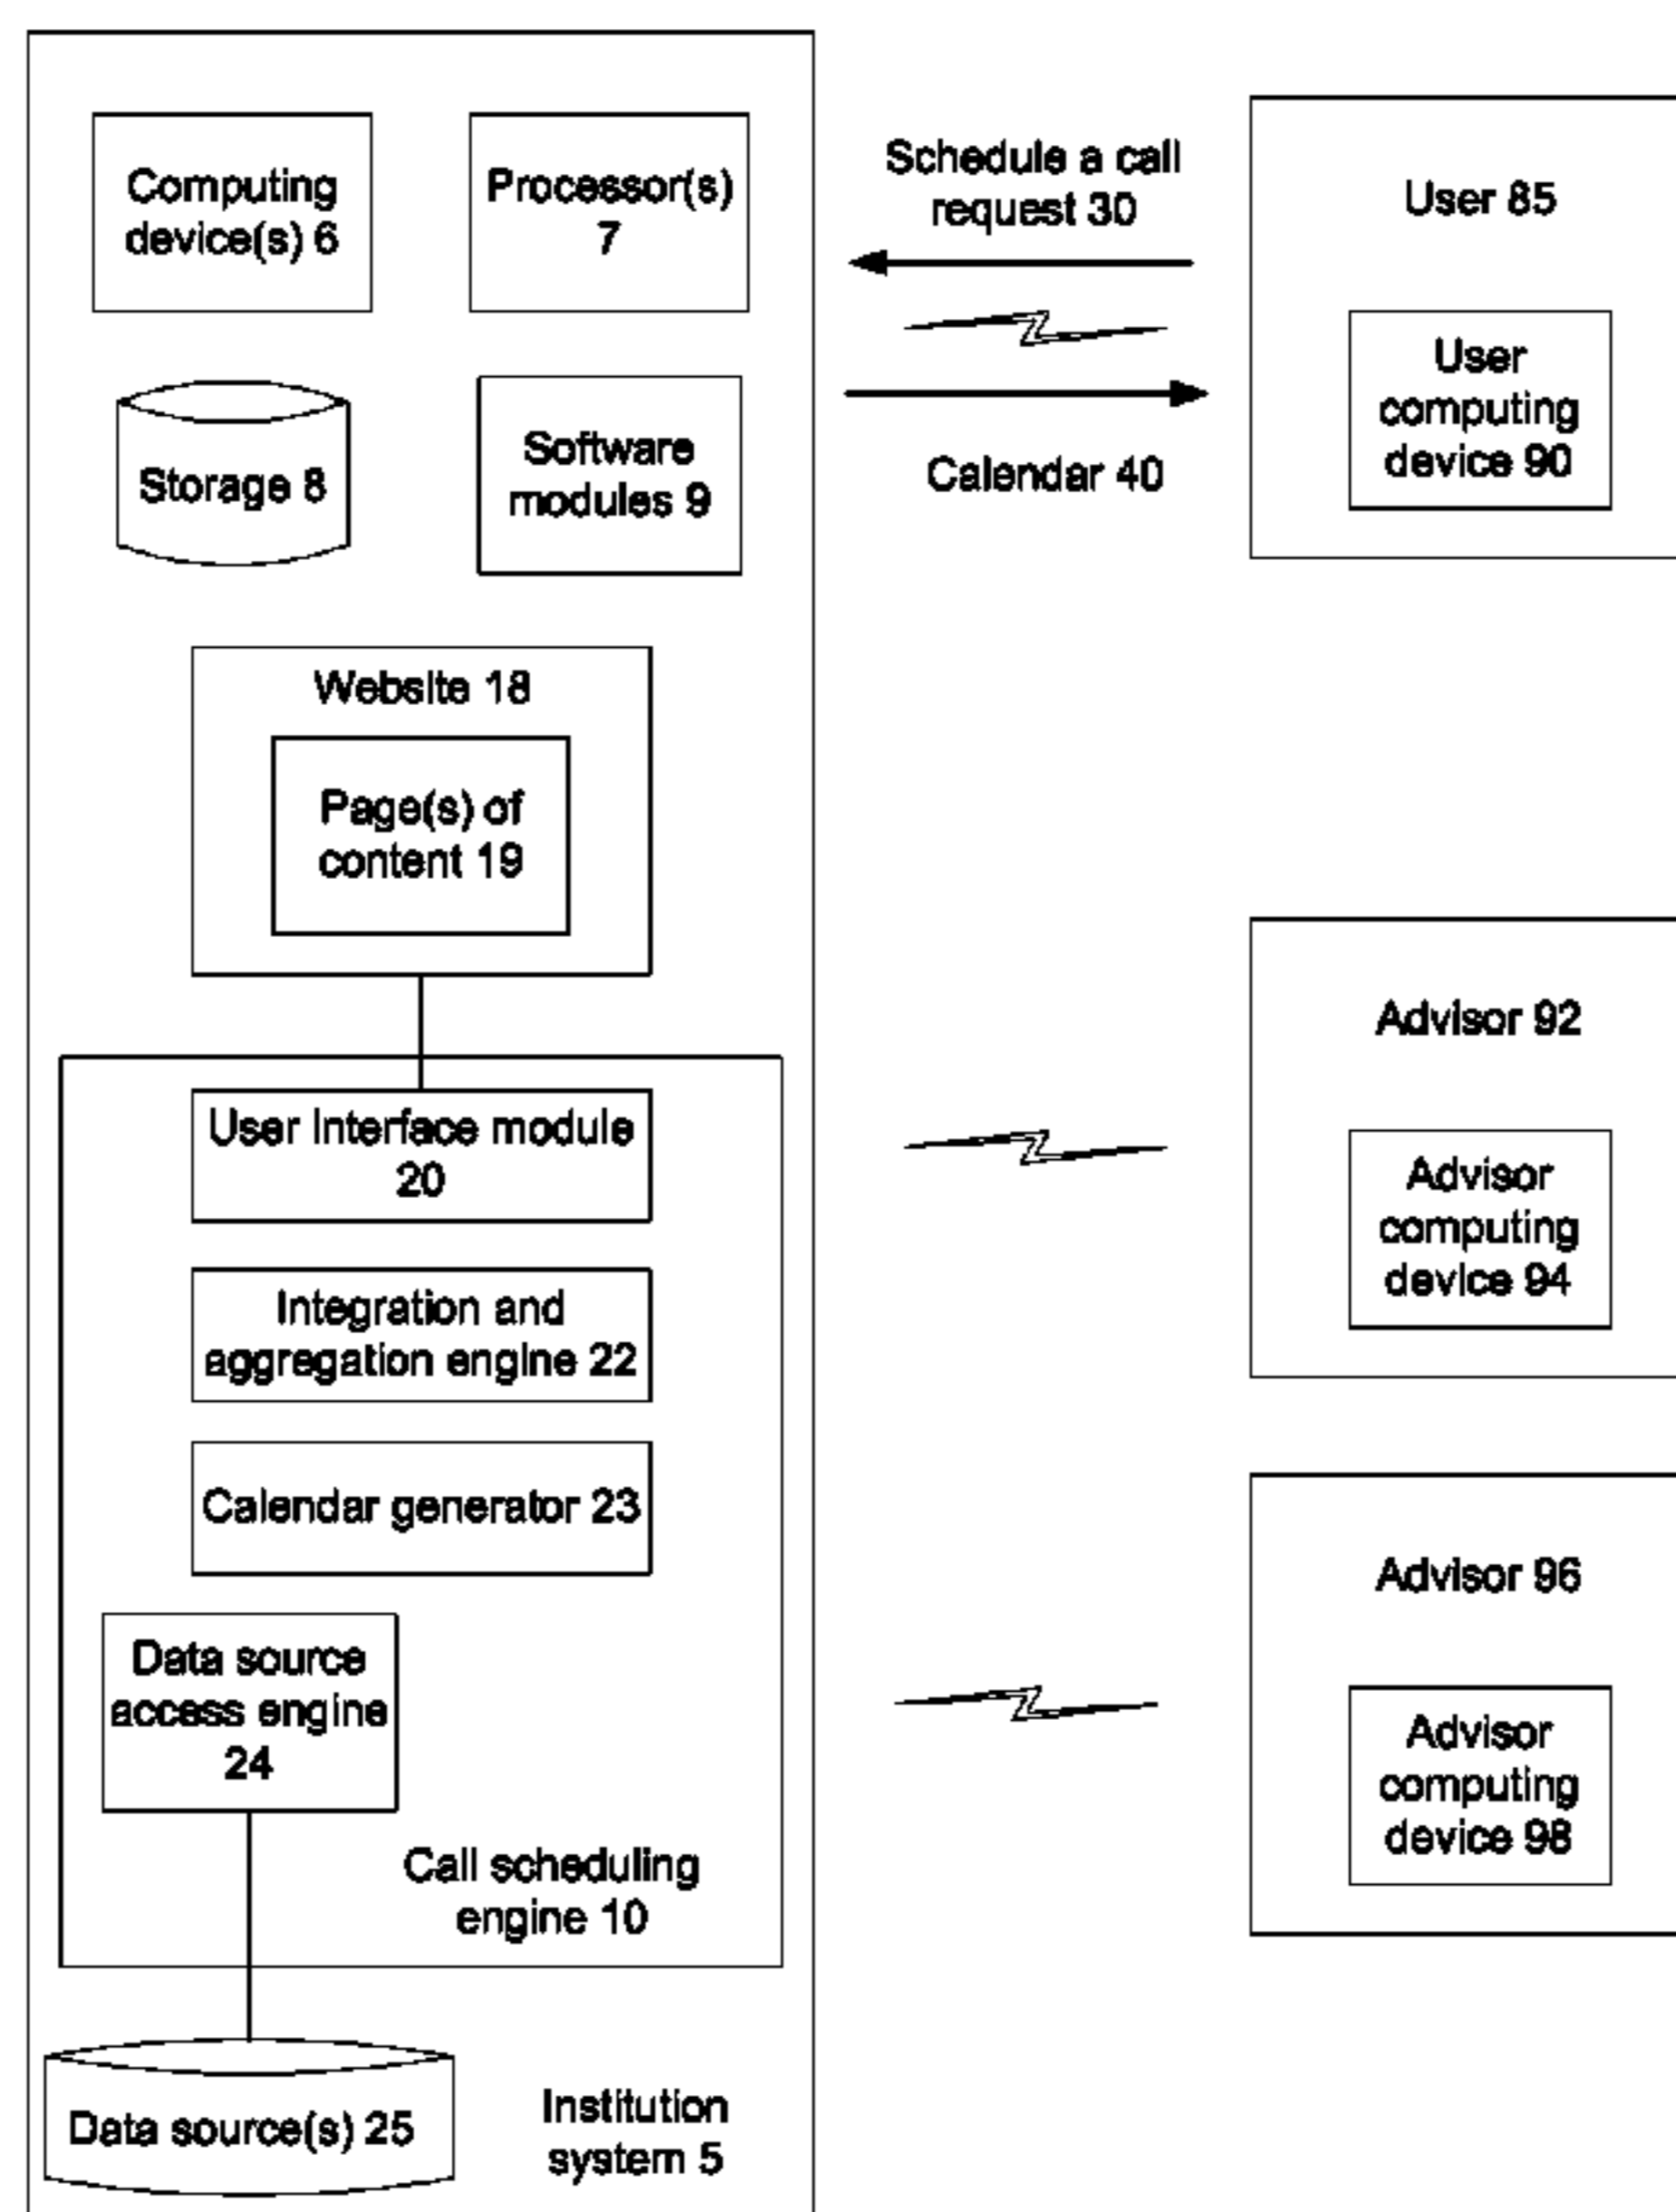 Computing
device(s) 6
Processor(s)
7
Storage 8
Software
modules 9
Schedule a call
request 30
Calendar 40
User 85
User
computing
device 90
Website 18
Page(s) of
content 19
User Interface module
20
Integration and
aggregation engine 22
Calendar generator 23
Data source
access engine
24
Call scheduling
engine 10
Data source(s) 25
Institution
system 5
Advisor 92
Advisor
computing
device 94
Advisor 96
Advisor
computing
device 98